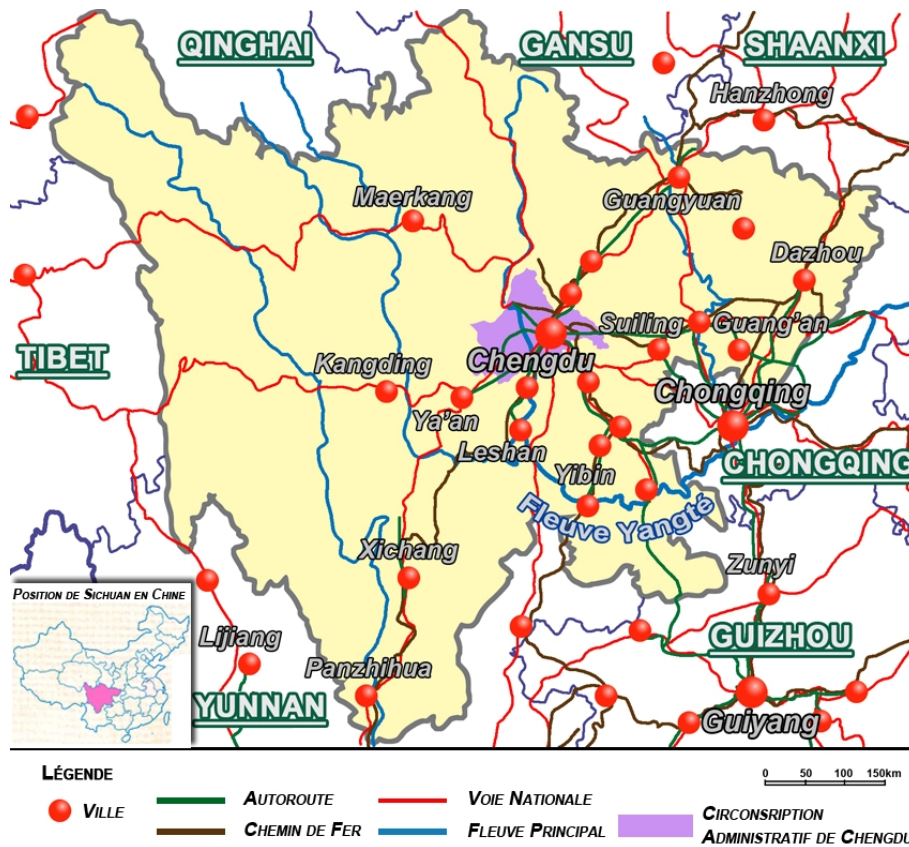 QINGHAI
GANSU
SHAANXI
Hanzhong
Maerkang
Guangyuan
Dazhou
Suiling
Guang'an
TIBET
Kangding
Chengdu
Chongqing
Ya'an
Leshan
Yibin
CHONGQING
Fleuve Yangté
Xichang
Zunyi
POSITION DE SICHUAN EN CHINE
Lijiang
GUIZHOU
Panzhihua
YUNNAN
Guiyang
LÉGENDE
VILLE
AUTOROUTE
VOIE NATIONALE
CHEMIN DE FER
FLEUVE PRINCIPAL
CIRCONSRIPTION
ADMINISTRATIF DE CHENGDU
0 50 100 150km